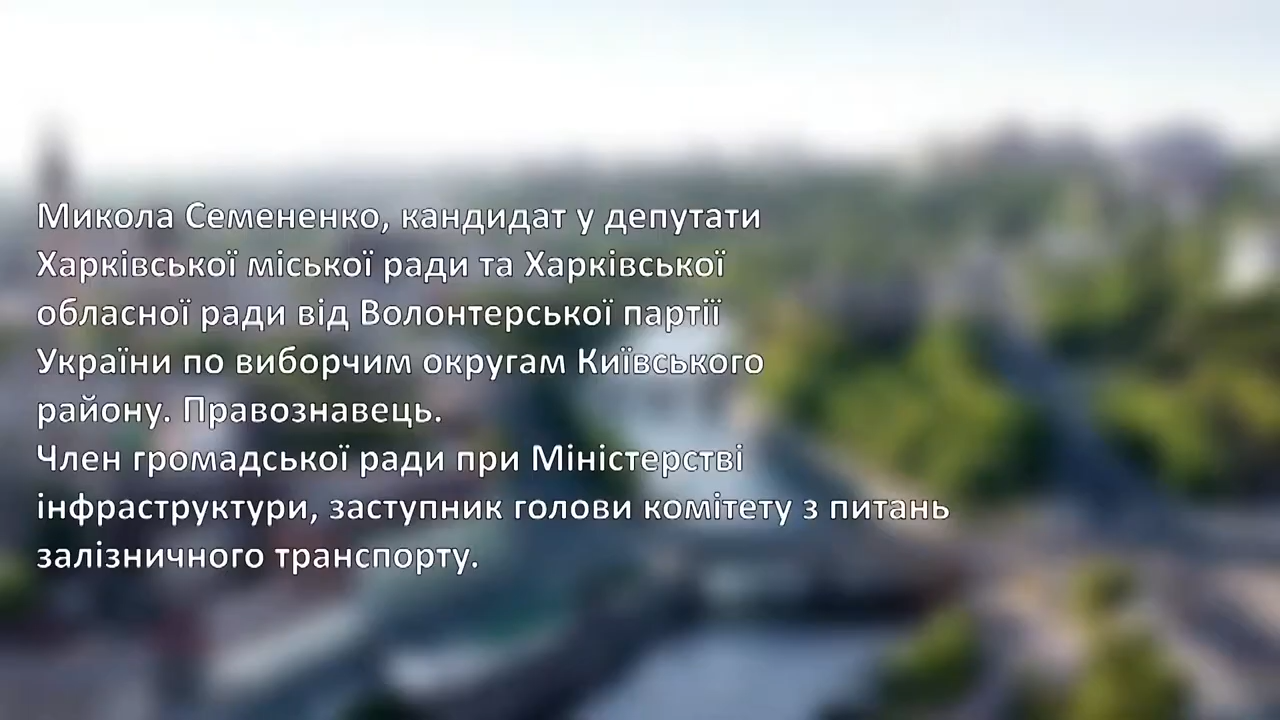 Микола Семененко, кандидат у депутати
Харківської міської ради та Харківської
обласної ради від Волонтерської партії
України по виборчим округам Київського
району. Правознавець.
Член громадської ради при Міністерстві
інфраструктури, заступник голови комітету з питань
залізничного транспорту.